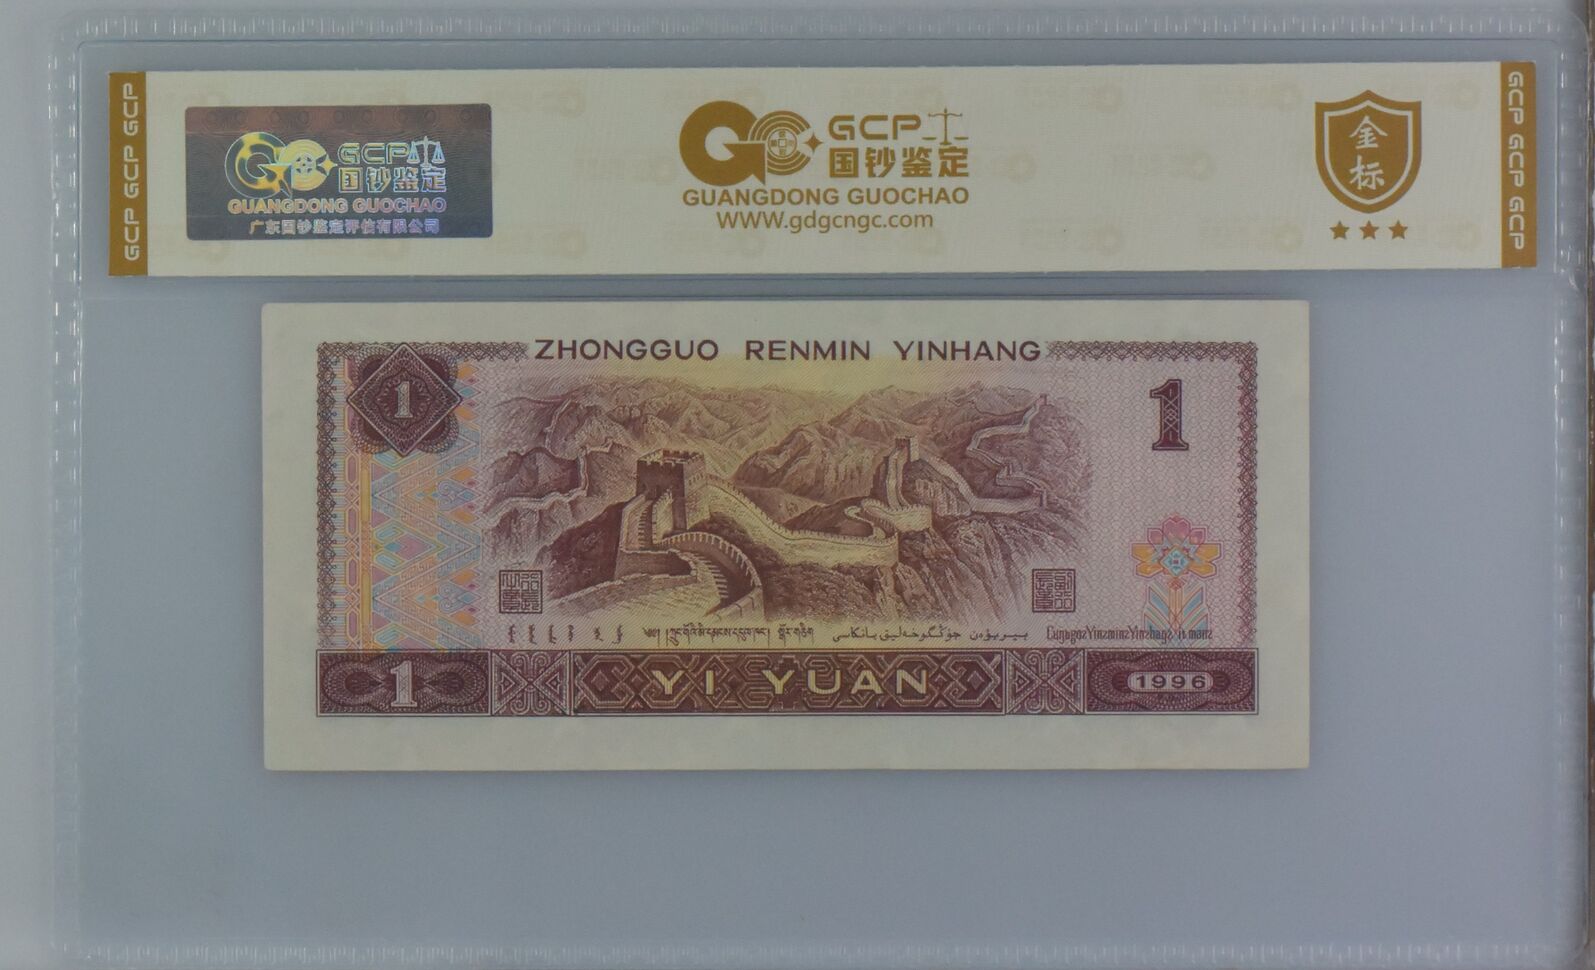 GCP GCP GCP
GCP
国钞鉴定
GUANGDONG GUOCHAO
广东国钞鉴定评估有限公司
GCP
国钞鉴定
GUANGDONG GUOCHAO
WWW.gdgcngc.com
金
标
GCP GCP GCP
ZHONGGUO RENMIN YINHANG
1
1
YI YUAN
1
1996